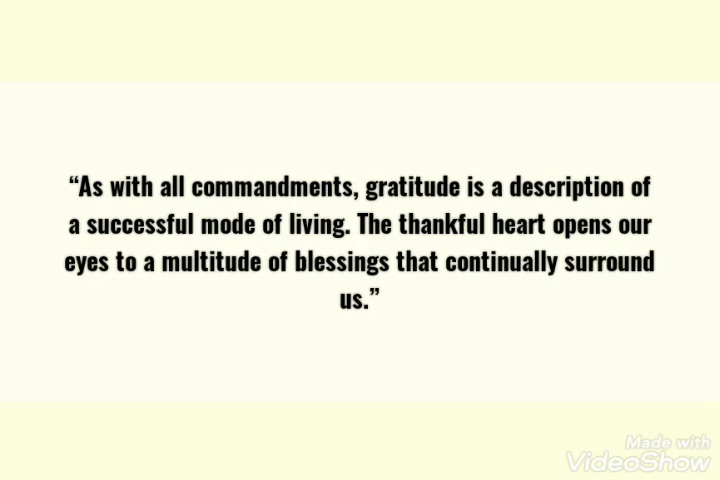 “As with all commandments, gratitude is a description of
a successful mode of living. The thankful heart opens our
eyes to a multitude of blessings that continually surround
us.”
Made with
VideoShow